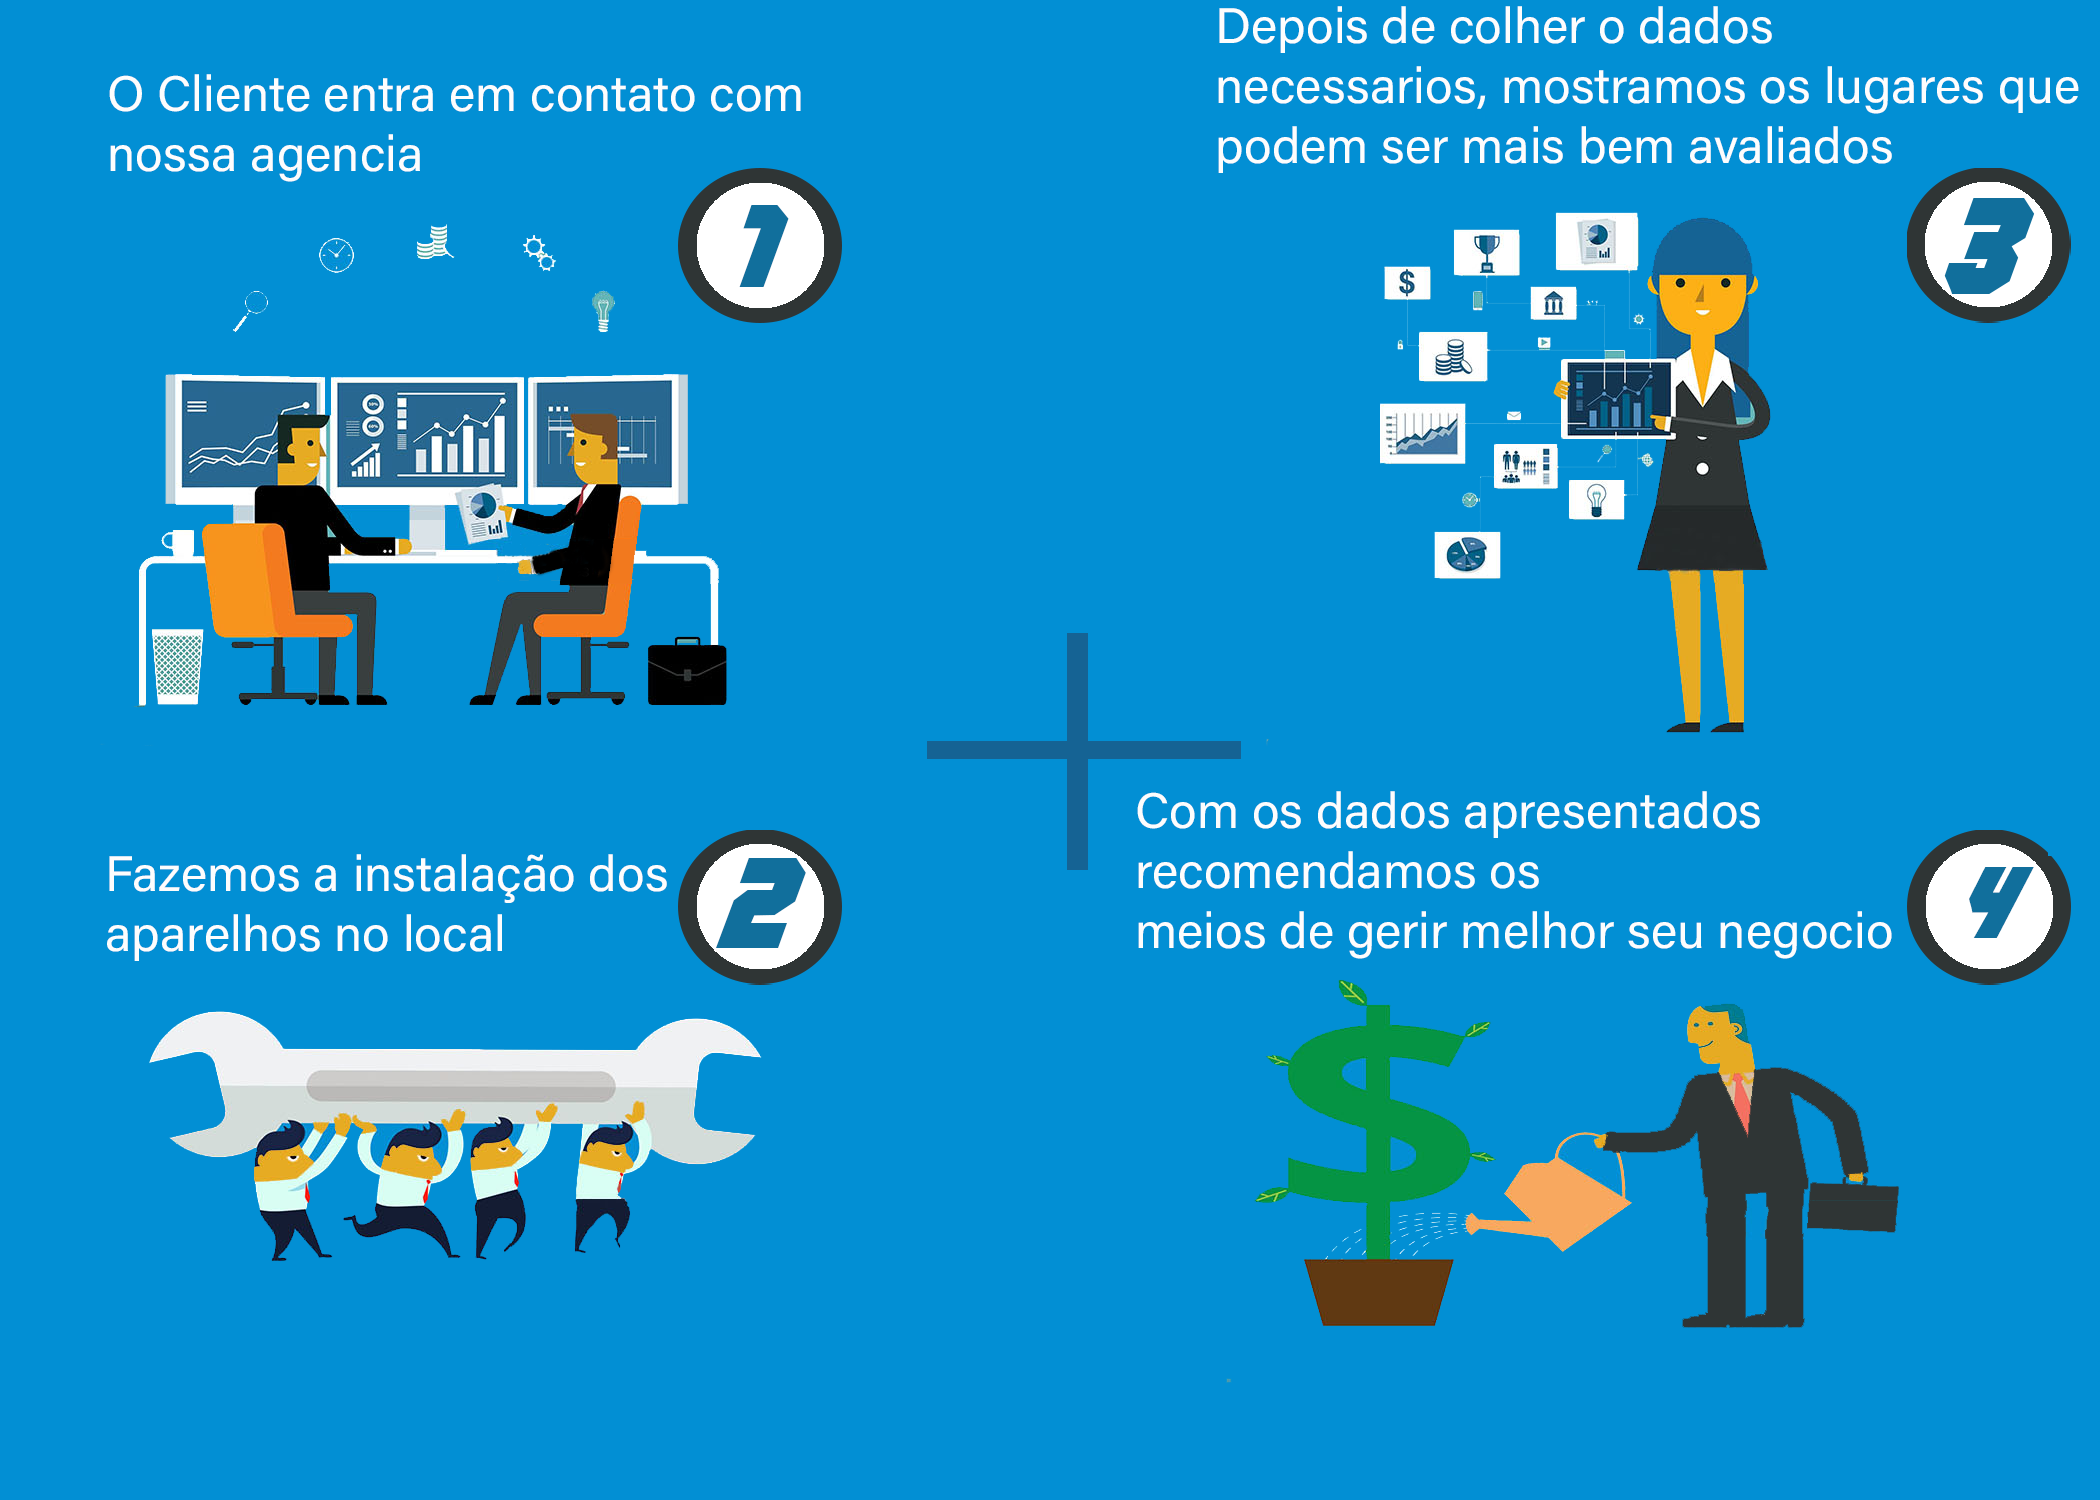 O Cliente entra em contato com
nossa agencia
1
Fazemos a instalação dos
aparelhos no local
2
Depois de colher o dados
necessarios, mostramos os lugares que
podem ser mais bem avaliados
3
$
Com os dados apresentados
recomendamos os
meios de gerir melhor seu negocio
4
$